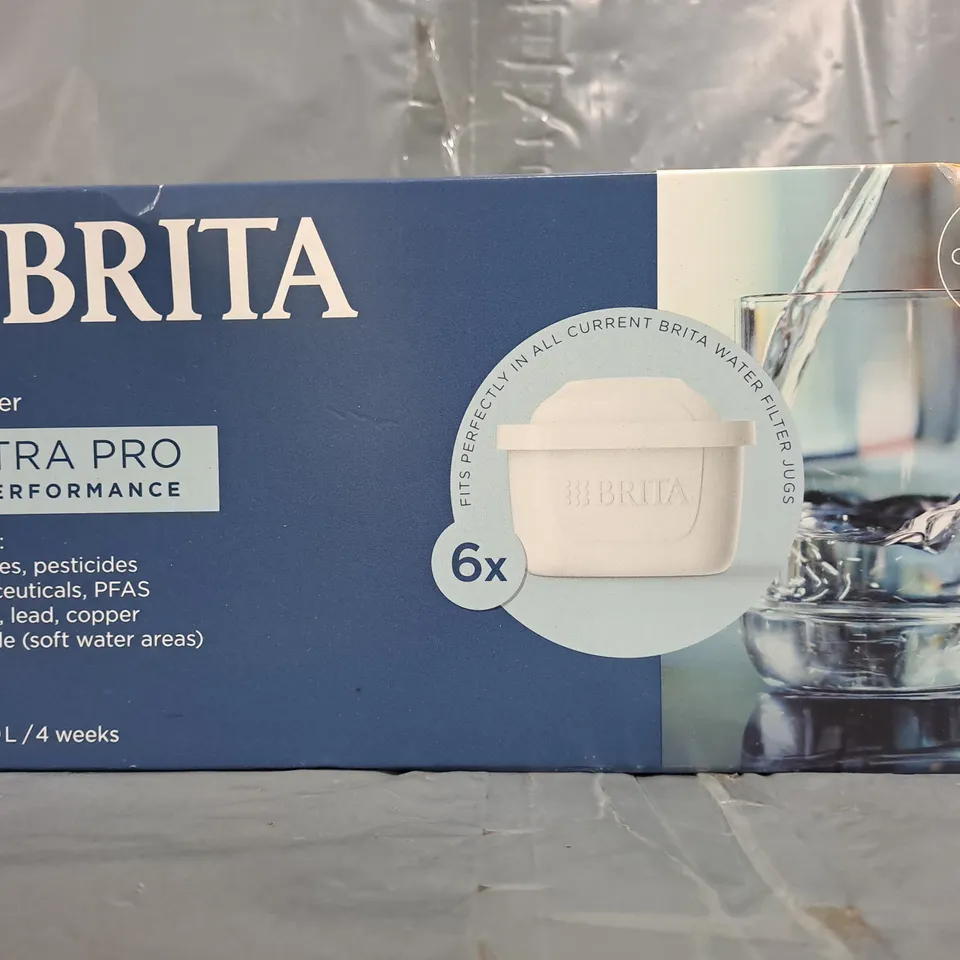 BRITA
er
TRA PRO
ERFORMANCE
:
es, pesticides
ceuticals, PFAS
, lead, copper
le (soft water areas)
L / 4 weeks
FITS PERFECTLY IN ALL CURRENT BRITA WATER FILTER JUGS
BRITA
6x